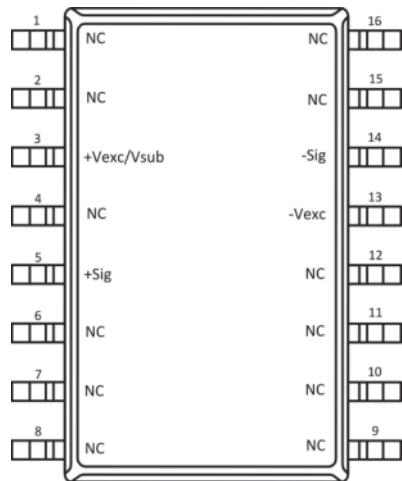 1 16
NC NC
2 15
NC NC
3 14
+Vexc/Vsub -Sig
4 13
NC -Vexc
5 12
+Sig NC
6 11
NC NC
7 10
NC NC
8 9
NC NC